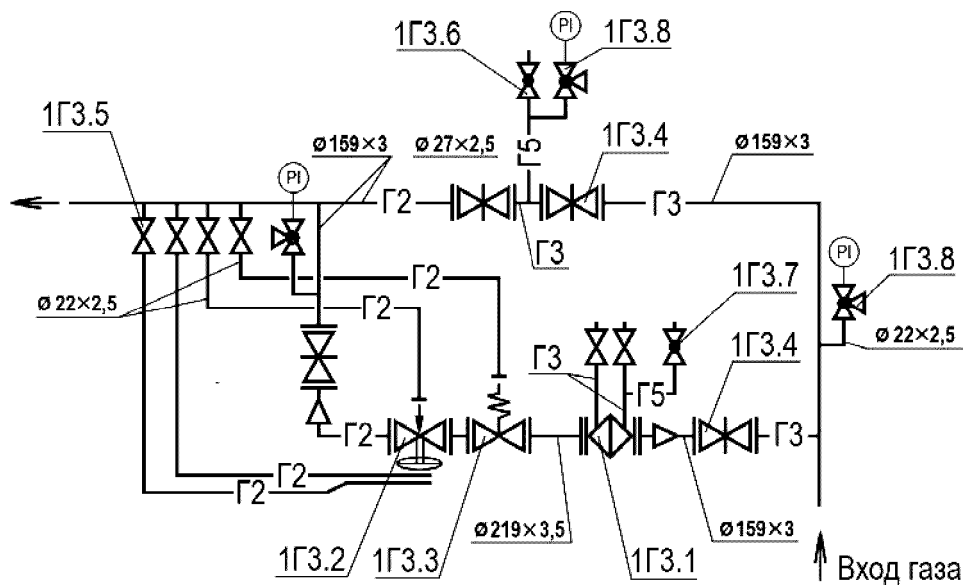 1Г3.6
PI
1Г3.8
1Г3.5
Ø159×3
Ø27×2,5
Г5
1Г3.4
Ø159×3
PI
Г2
Г3
Г3
PI
1Г3.8
Г2
1Г3.7
Ø22×2,5
Г2
Ø22×2,5
Г3
1Г3.4
Г5
Г2
Г3
Г2
Г2
Ø219×3,5
Ø159×3
1Г3.2
1Г3.3
1Г3.1
Вход газа